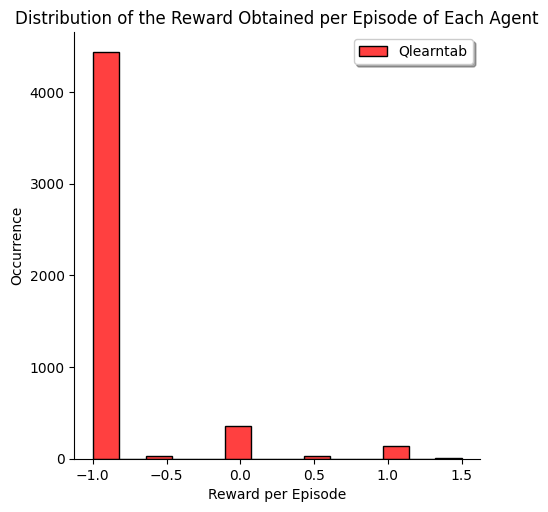 Distribution of the Reward Obtained per Episode of Each Agent
Qlearntab
4000
3000
2000
1000
0
Occurrence
−1.0 −0.5 0.0 0.5 1.0 1.5
Reward per Episode